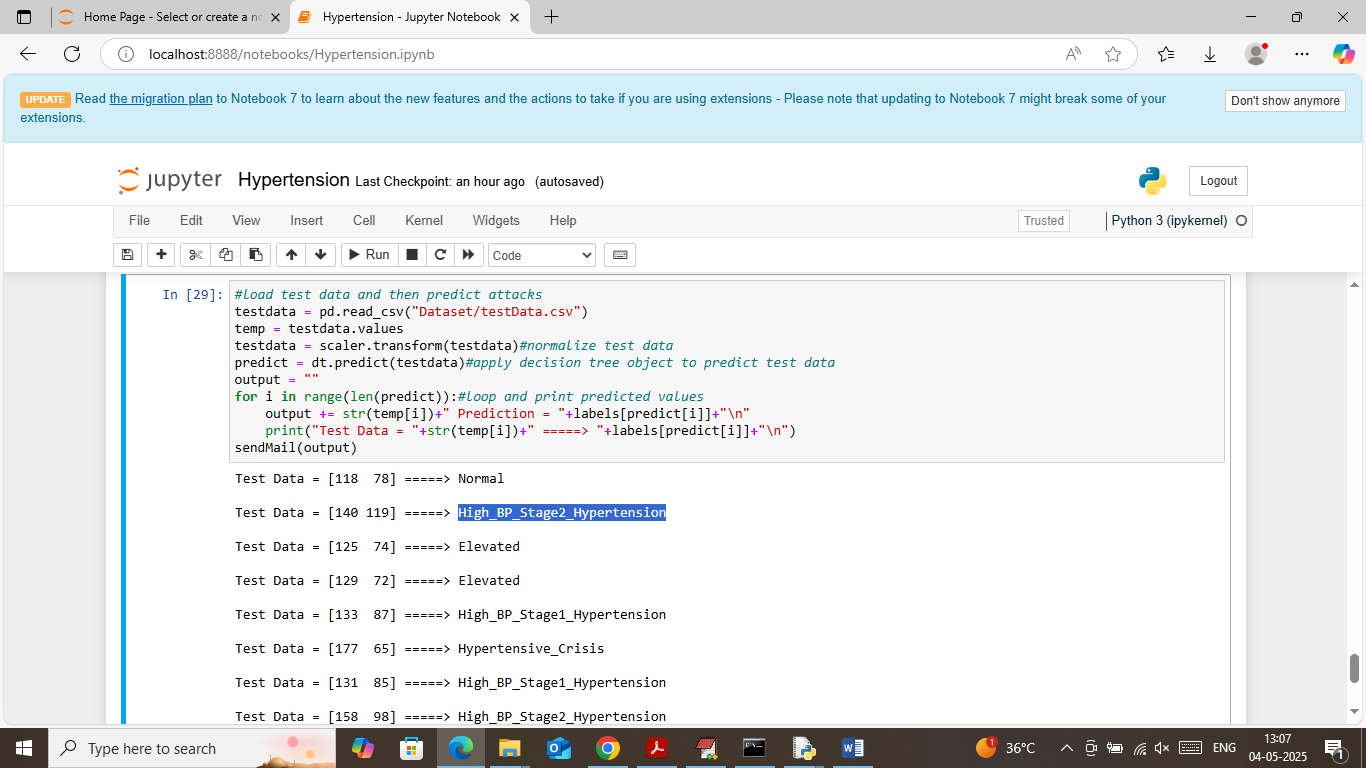 Home Page - Select or create a no
Hypertension - Jupyter Notebook
localhost:8888/notebooks/Hypertension.ipynb
UPDATE Read the migration plan to Notebook 7 to learn about the new features and the actions to take if you are using extensions - Please note that updating to Notebook 7 might break some of your
extensions.
Don't show anymore
jupyter Hypertension Last Checkpoint: an hour ago (autosaved)
Logout
File Edit View Insert Cell Kernel Widgets Help
Trusted
Python 3 (ipykernel)
Run
Code
In [29]:
#load test data and then predict attacks
testdata = pd.read_csv("Dataset/testData.csv")
temp = testdata.values
testdata = scaler.transform(testdata)#normalize test data
predict = dt.predict(testdata)#apply decision tree object to predict test data
output = ""
for i in range(len(predict)):#loop and print predicted values
    output += str(temp[i])+" Prediction = "+labels[predict[i]]+"\n"
    print("Test Data = "+str(temp[i])+" =====> "+labels[predict[i]]+"\n")
sendMail(output)
Test Data = [118  78] =====> Normal
Test Data = [140 119] =====> High_BP_Stage2_Hypertension
Test Data = [125  74] =====> Elevated
Test Data = [129  72] =====> Elevated
Test Data = [133  87] =====> High_BP_Stage1_Hypertension
Test Data = [177  65] =====> Hypertensive_Crisis
Test Data = [131  85] =====> High_BP_Stage1_Hypertension
Test Data = [158  98] =====> High_BP_Stage2_Hypertension
Type here to search
1
36°C
ENG
13:07
04-05-2025
1